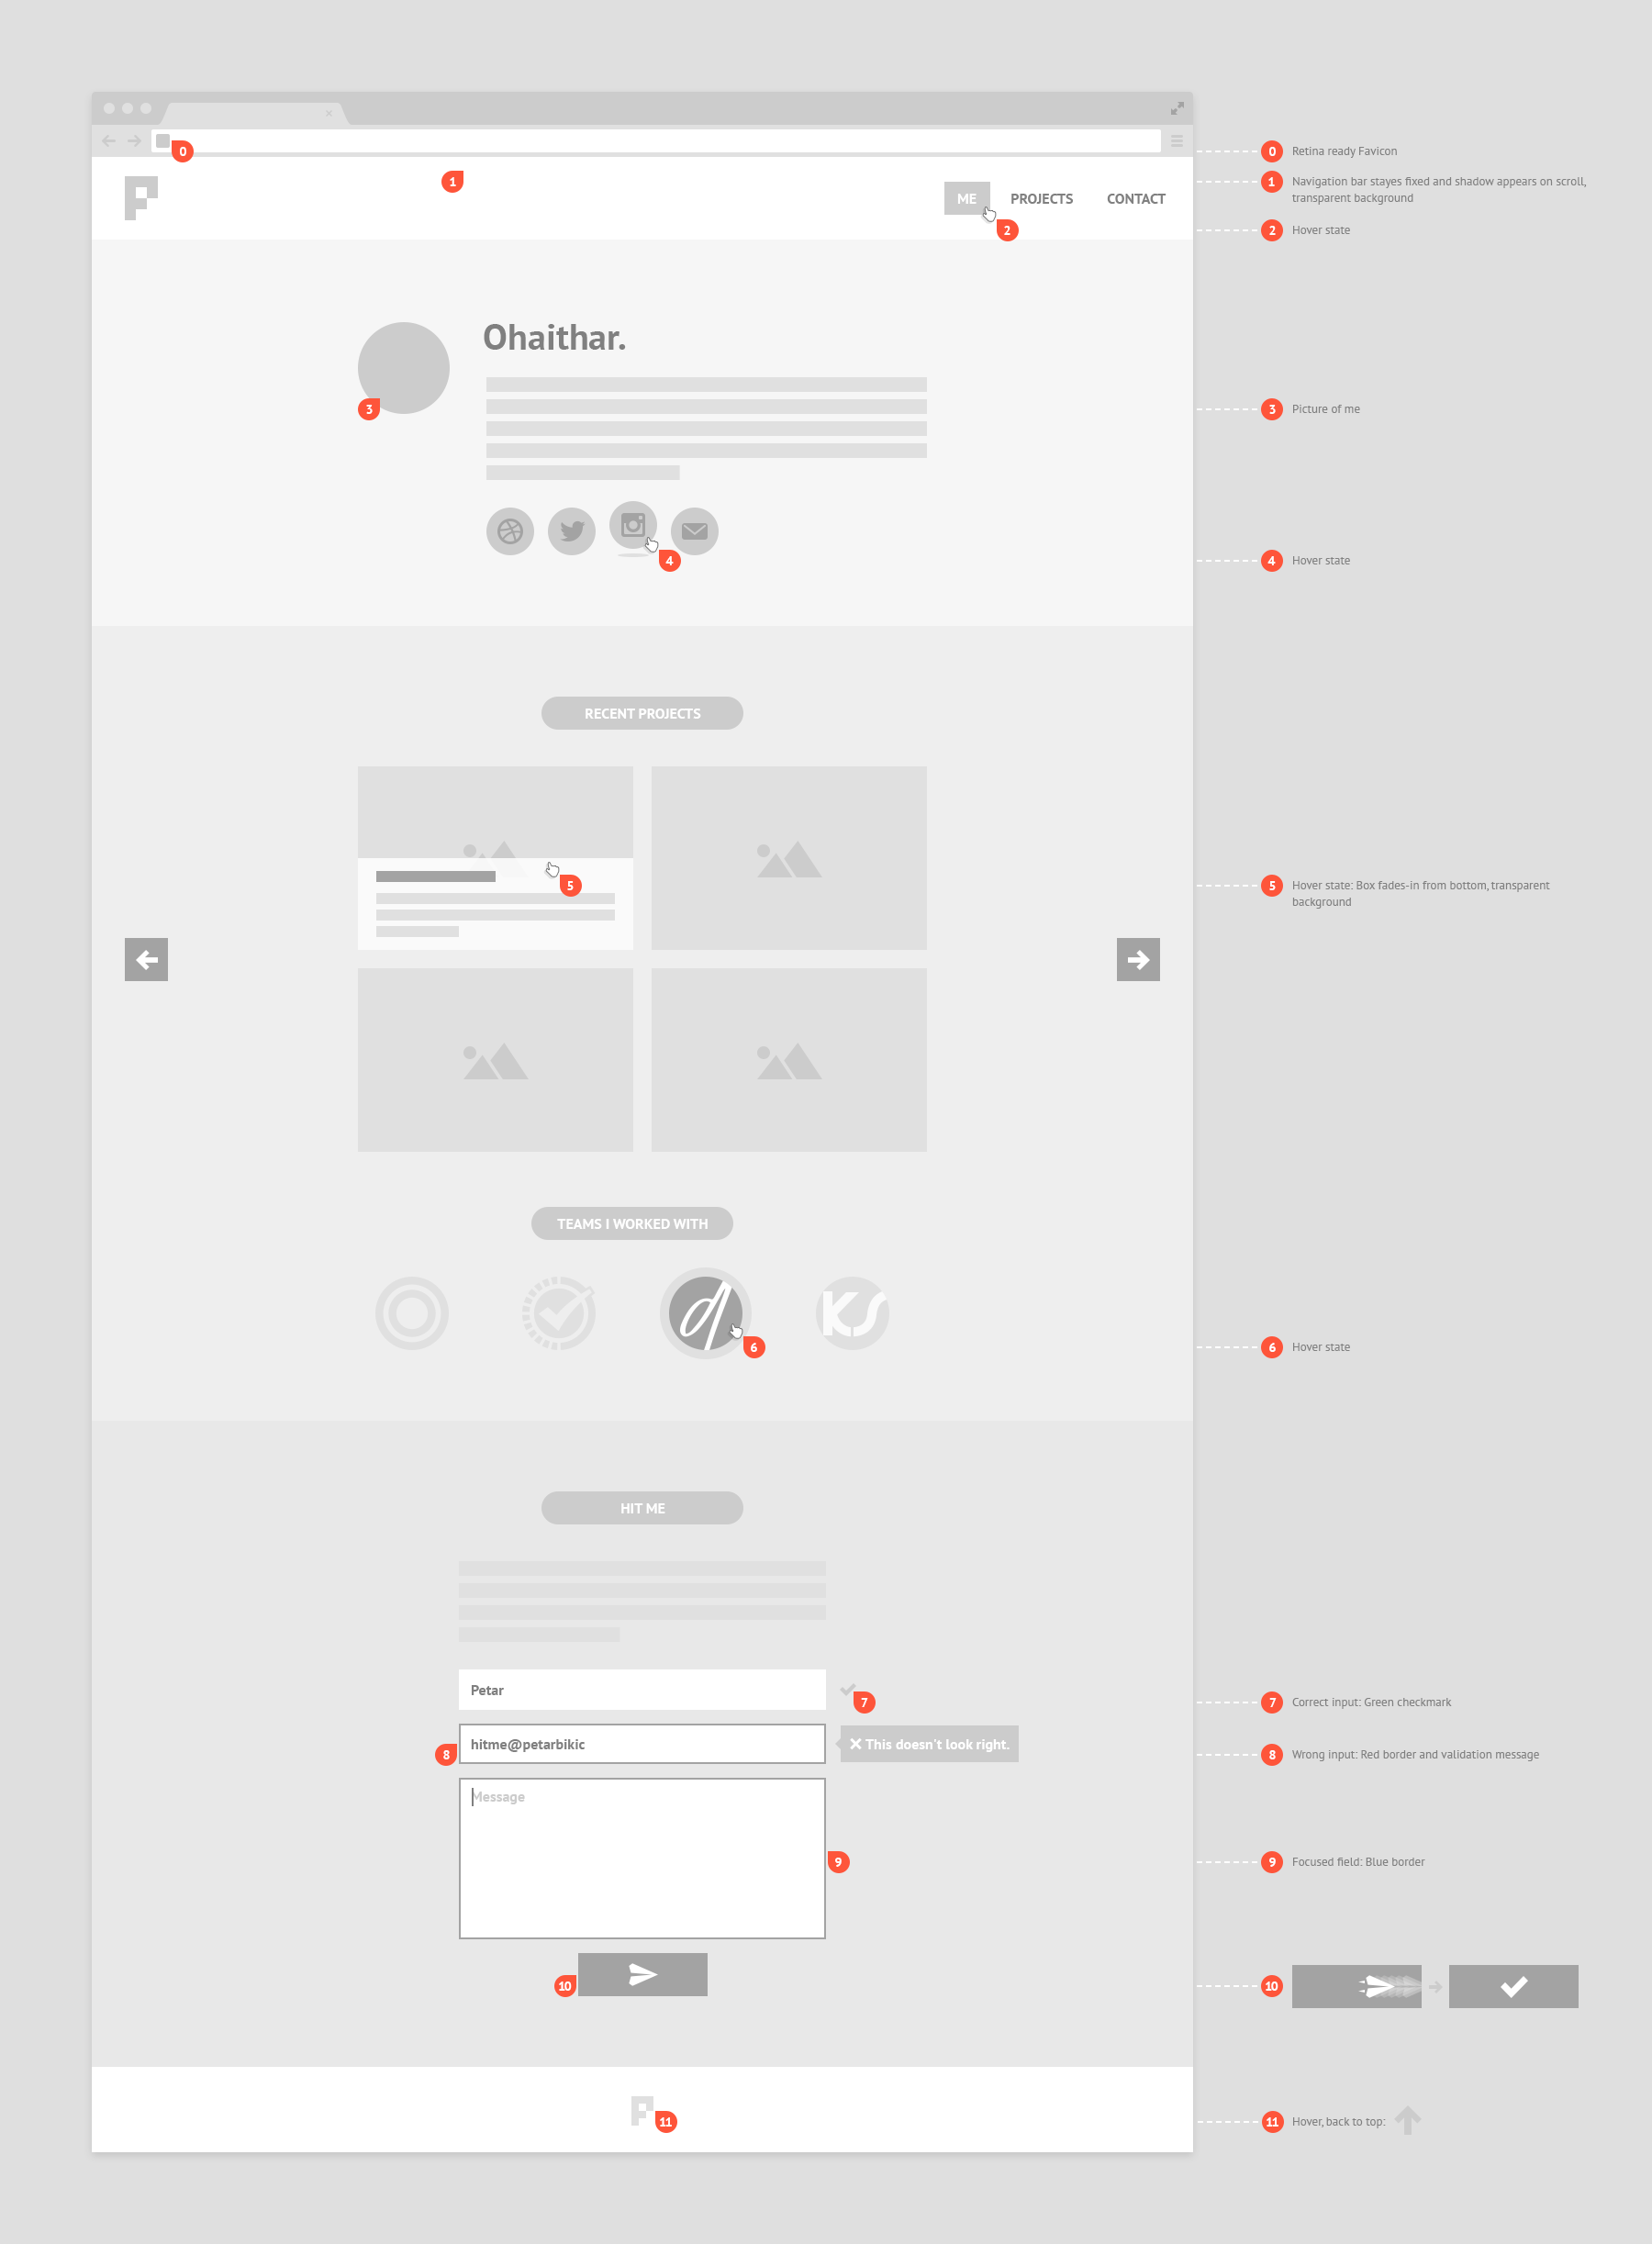 0
0 Retina ready Favicon
1
1 Navigation bar stayes fixed and shadow appears on scroll,
transparent background
ME PROJECTS CONTACT
2
2 Hover state
Ohaithar.
3
3 Picture of me
4
4 Hover state
RECENT PROJECTS
5
5 Hover state: Box fades-in from bottom, transparent
background
TEAMS I WORKED WITH
d
KS
6
6 Hover state
HIT ME
Petar
7
7 Correct input: Green checkmark
hitme@petarbikic
This doesn't look right.
8
8 Wrong input: Red border and validation message
Message
9
9 Focused field: Blue border
10
10
11
11 Hover, back to top: